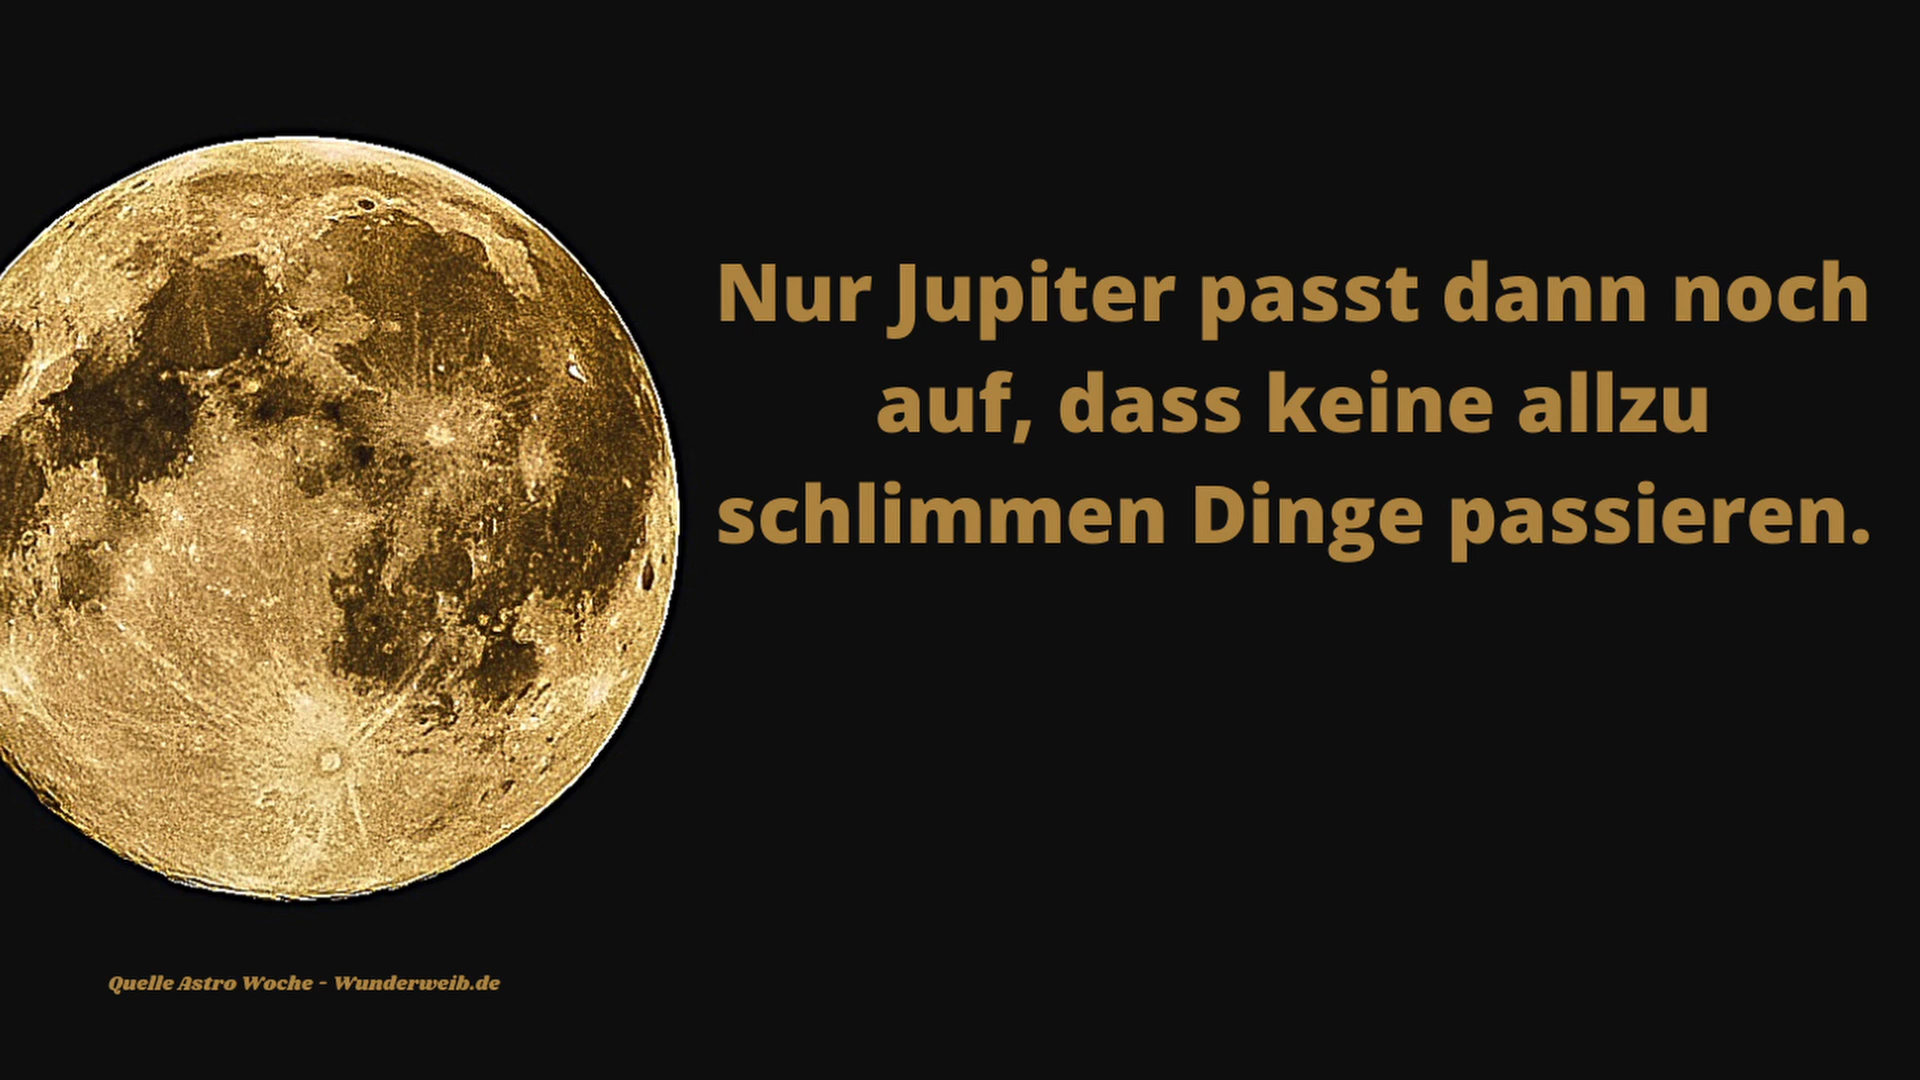 Nur Jupiter passt dann noch
auf, dass keine allzu
schlimmen Dinge passieren.
Quelle Astro Woche - Wunderweib.de